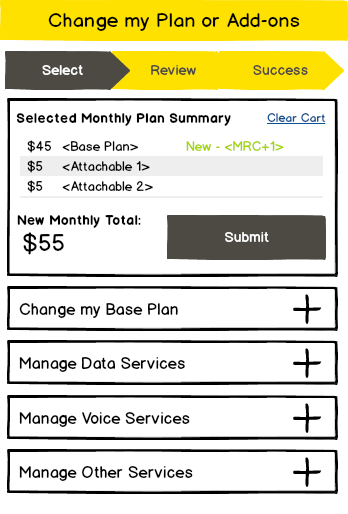 Change my Plan or Add-ons
Select Review Success
Selected Monthly Plan Summary Clear Cart
$45 <Base Plan> New - <MRC+1>
$5 <Attachable 1>
$5 <Attachable 2>
New Monthly Total:
$55 Submit
Change my Base Plan
Manage Data Services
Manage Voice Services
Manage Other Services